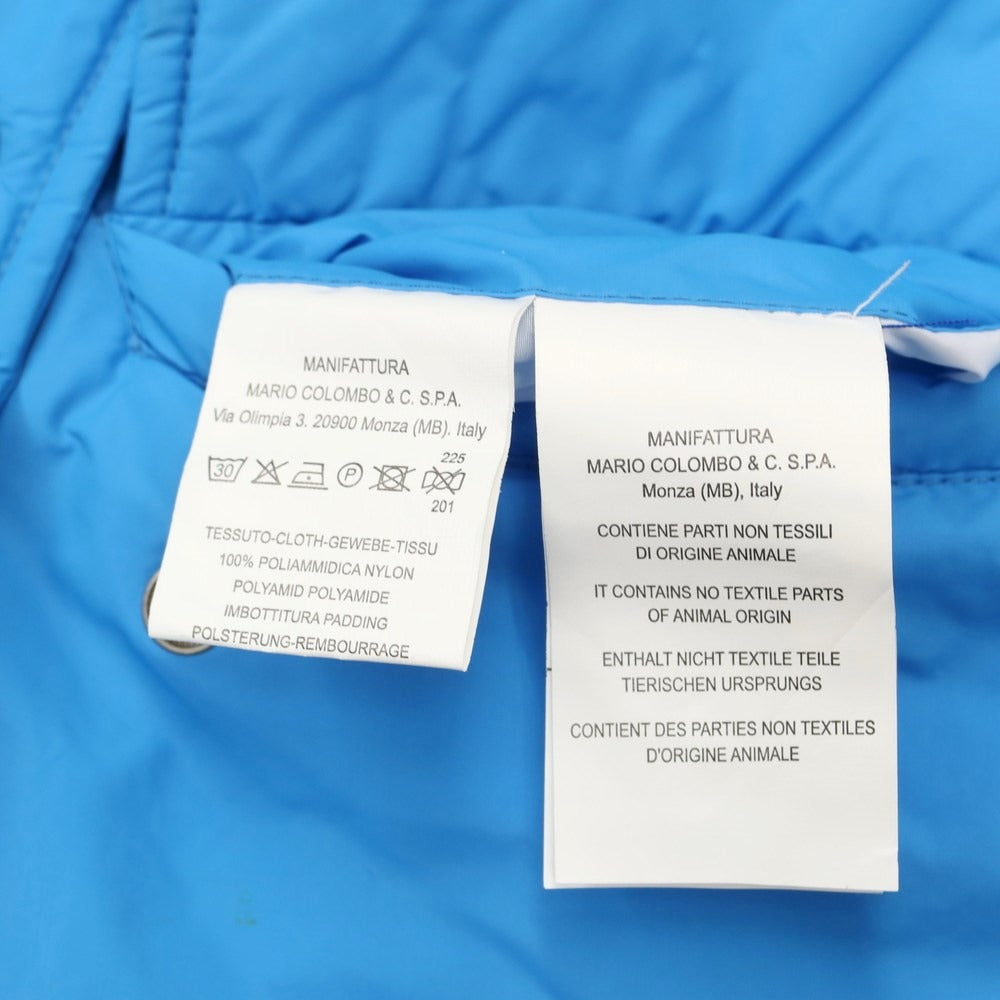 MANIFATTURA
MARIO COLOMBO & C. S.P.A.
Via Olimpia 3. 20900 Monza (MB). Italy
30 P 225
201
TESSUTO-CLOTH-GEWEBE-TISSU
100% POLIAMMIDICA NYLON
POLYAMID POLYAMIDE
IMBOTTITURA PADDING
POLSTERUNG-REMBOURRAGE
MANIFATTURA
MARIO COLOMBO & C. S.P.A.
Monza (MB), Italy
CONTIENE PARTI NON TESSILI
DI ORIGINE ANIMALE
IT CONTAINS NO TEXTILE PARTS
OF ANIMAL ORIGIN
ENTHALT NICHT TEXTILE TEILE
TIERISCHEN URSPRUNGS
CONTIENT DES PARTIES NON TEXTILES
D'ORIGINE ANIMALE